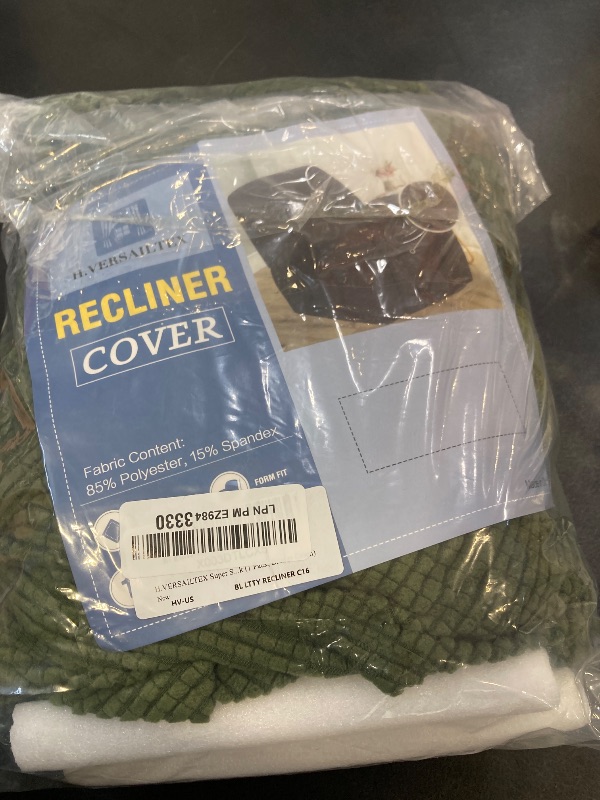 H.VERSAILTEX
RECLINER
COVER
Fabric Content:
85% Polyester, 15% Spandex
FORM FIT
LPN PM EZ984 3330
H.VERSAILTEX Super
New
HV-US
RECLINER C16